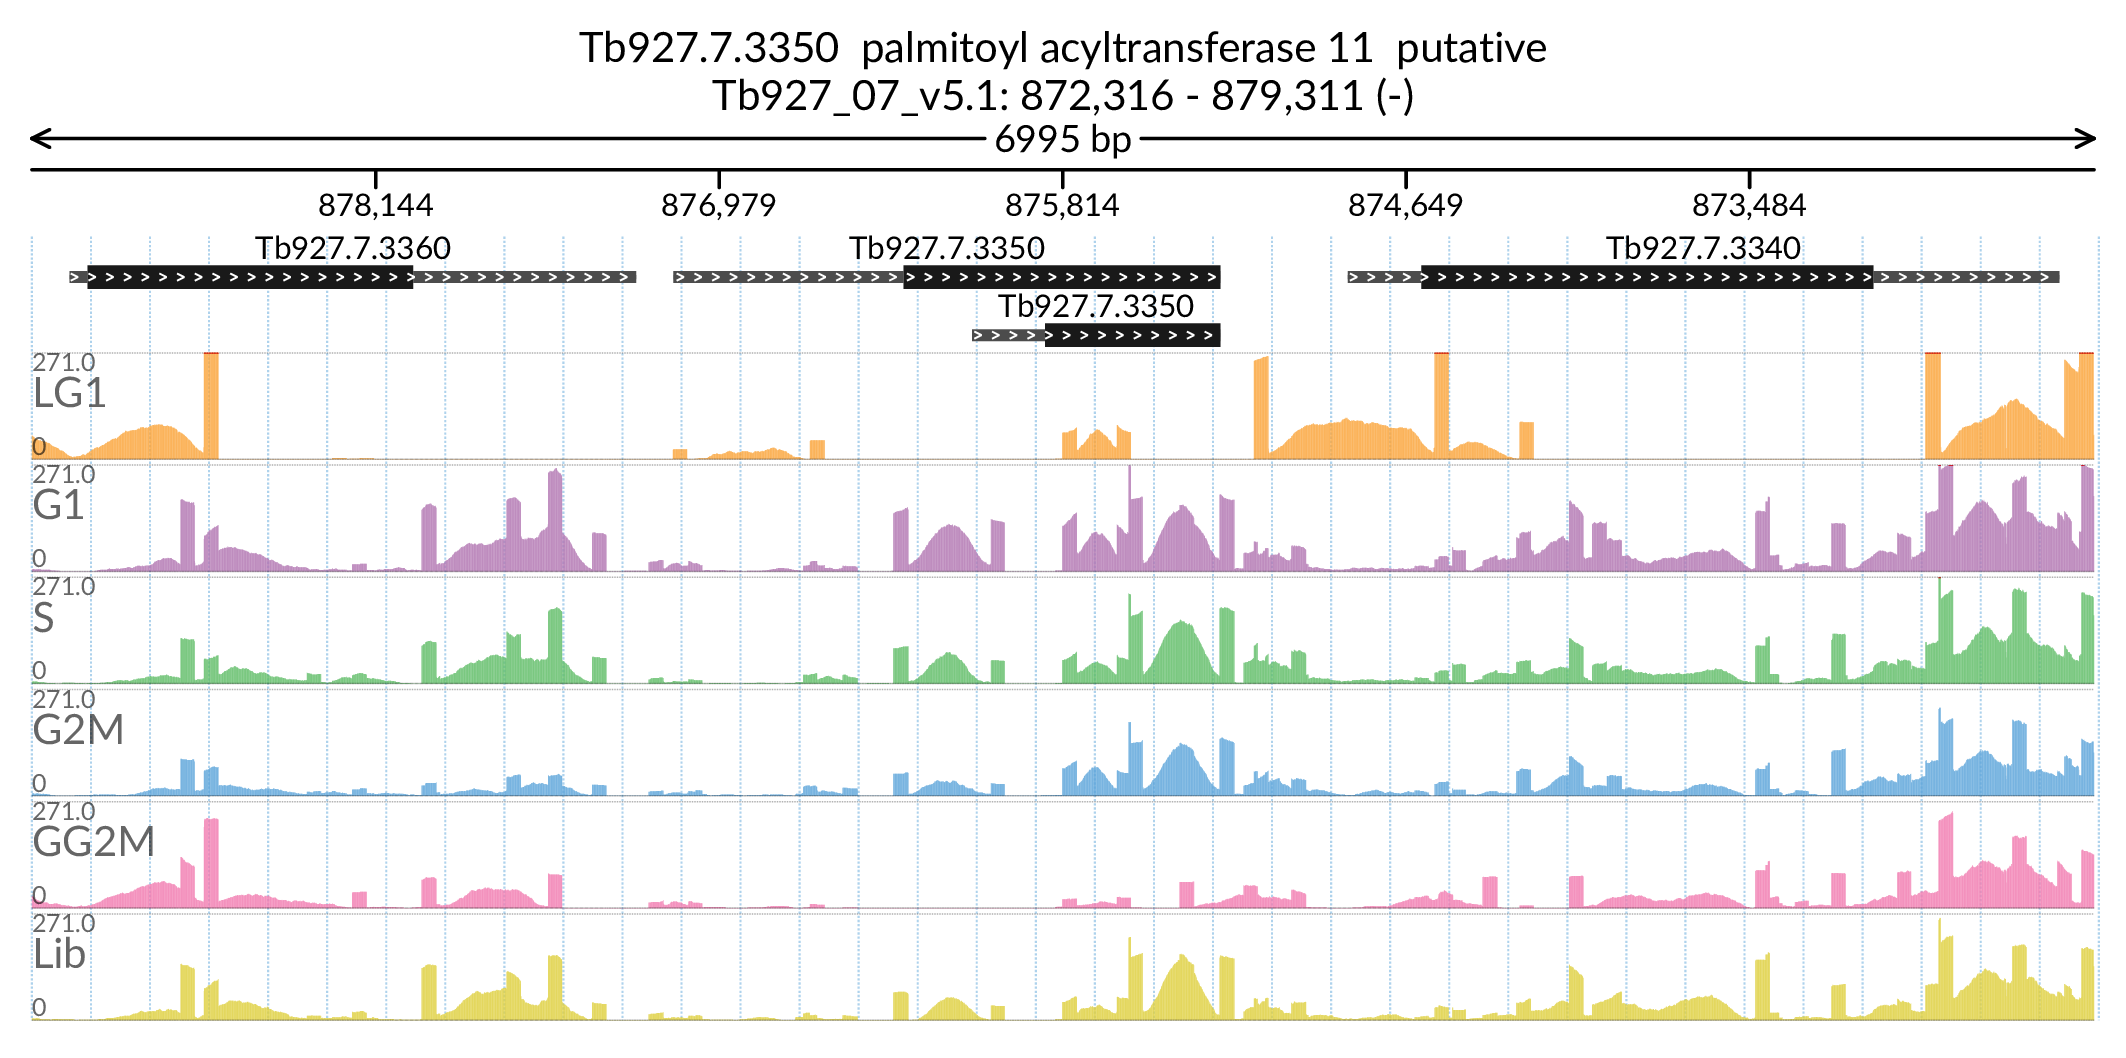 Tb927.7.3350  palmitoyl acyltransferase 11  putative
Tb927_07_v5.1: 872,316 - 879,311 (-)
6995 bp
878,144 876,979 875,814 874,649 873,484
Tb927.7.3360 Tb927.7.3350 Tb927.7.3340
Tb927.7.3350
271.0
LG1
0
271.0
G1
0
271.0
S
0
271.0
G2M
0
271.0
GG2M
0
271.0
Lib
0